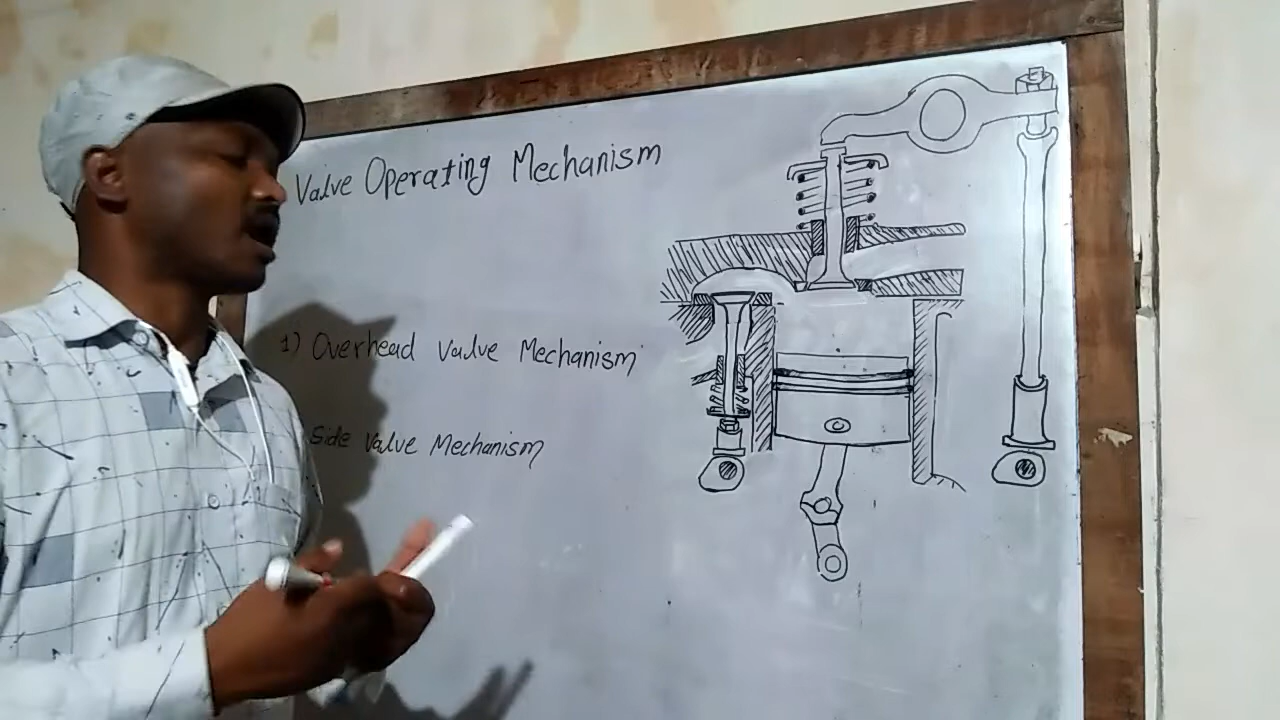 Valve Operating Mechanism
1) Overhead Valve Mechanism
Side Valve Mechanism